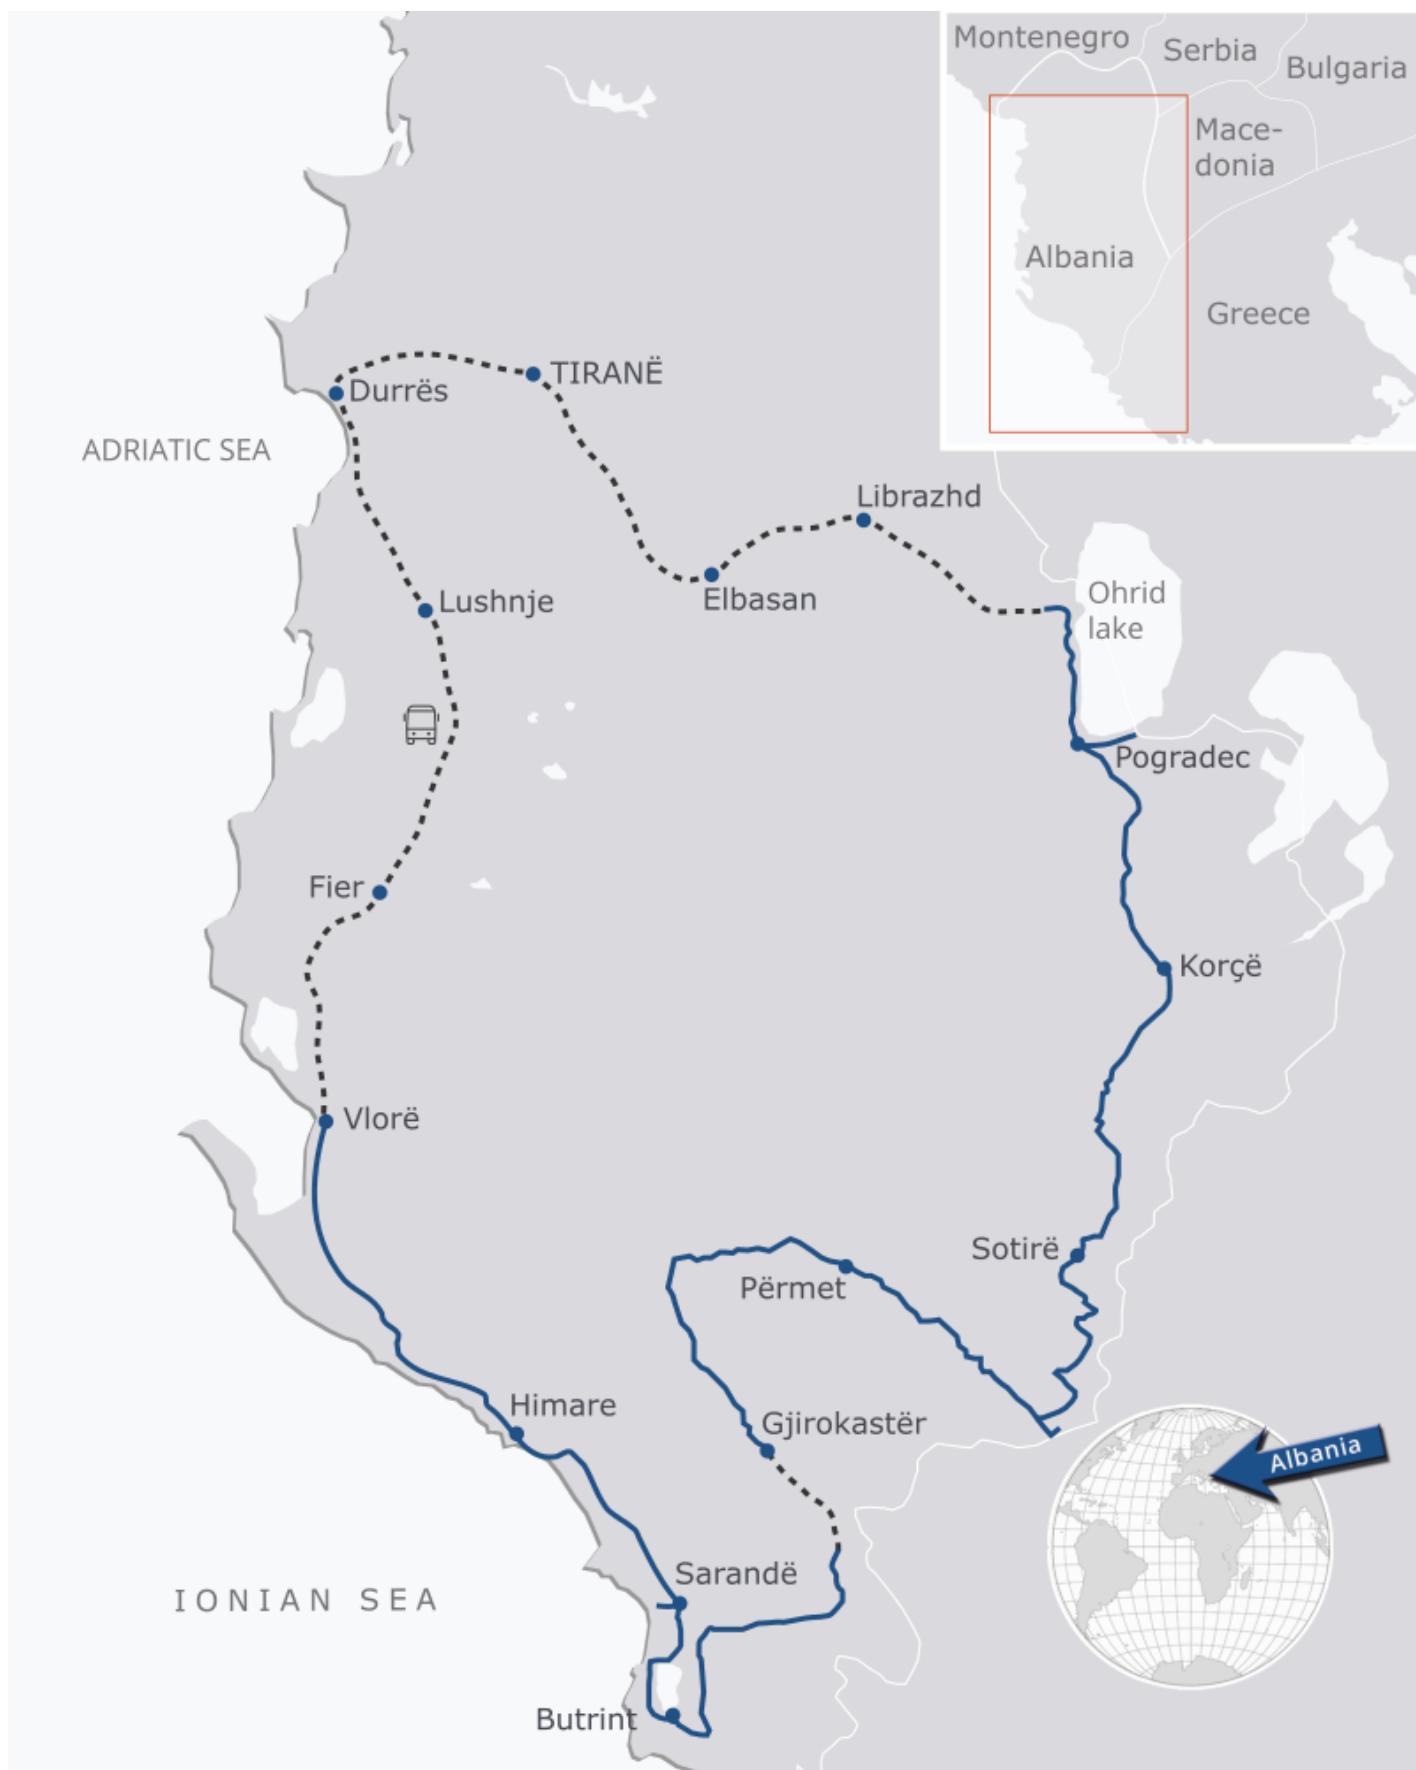 Montenegro
Serbia
Bulgaria
Mace-
donia
Albania
Greece
TIRANË
Durrës
ADRIATIC SEA
Librazhd
Elbasan
Ohrid
lake
Lushnje
Pogradec
Fier
Korçë
Vlorë
Sotirë
Përmet
Himare
Gjirokastër
Albania
Sarandë
IONIAN SEA
Butrint